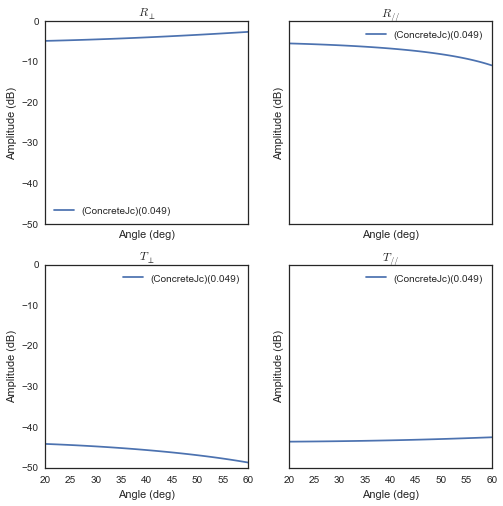 R⊥
R//
0
−10
−20
−30
−40
−50
Amplitude (dB)
Amplitude (dB)
(ConcreteJc)(0.049)
(ConcreteJc)(0.049)
Angle (deg)
Angle (deg)
T⊥
T//
0
−10
−20
−30
−40
−50
Amplitude (dB)
Amplitude (dB)
(ConcreteJc)(0.049)
(ConcreteJc)(0.049)
20 25 30 35 40 45 50 55 60
20 25 30 35 40 45 50 55 60
Angle (deg)
Angle (deg)